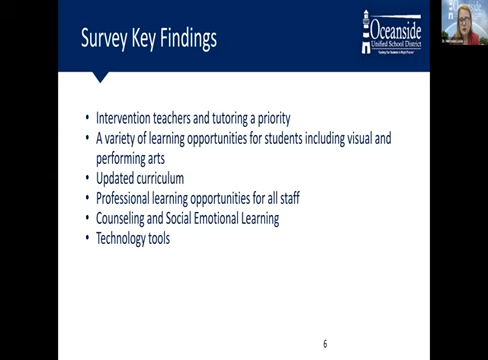 Survey Key Findings
Oceanside
Unified School District
• Intervention teachers and tutoring a priority
• A variety of learning opportunities for students including visual and
performing arts
• Updated curriculum
• Professional learning opportunities for all staff
• Counseling and Social Emotional Learning
• Technology tools
6